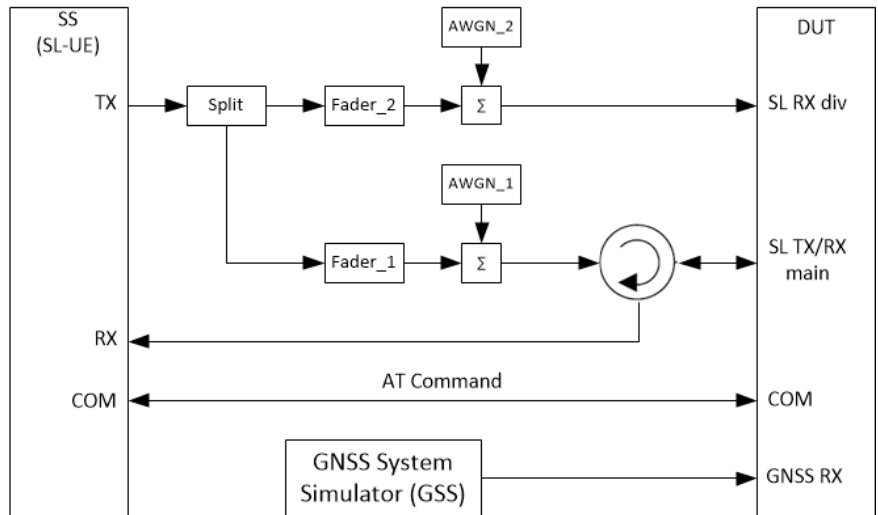 SS
(SL-UE)
DUT
AWGN_2
TX
Split
Fader_2
Σ
SL RX div
AWGN_1
Fader_1
Σ
SL TX/RX
main
RX
AT Command
COM
COM
GNSS System
Simulator (GSS)
GNSS RX